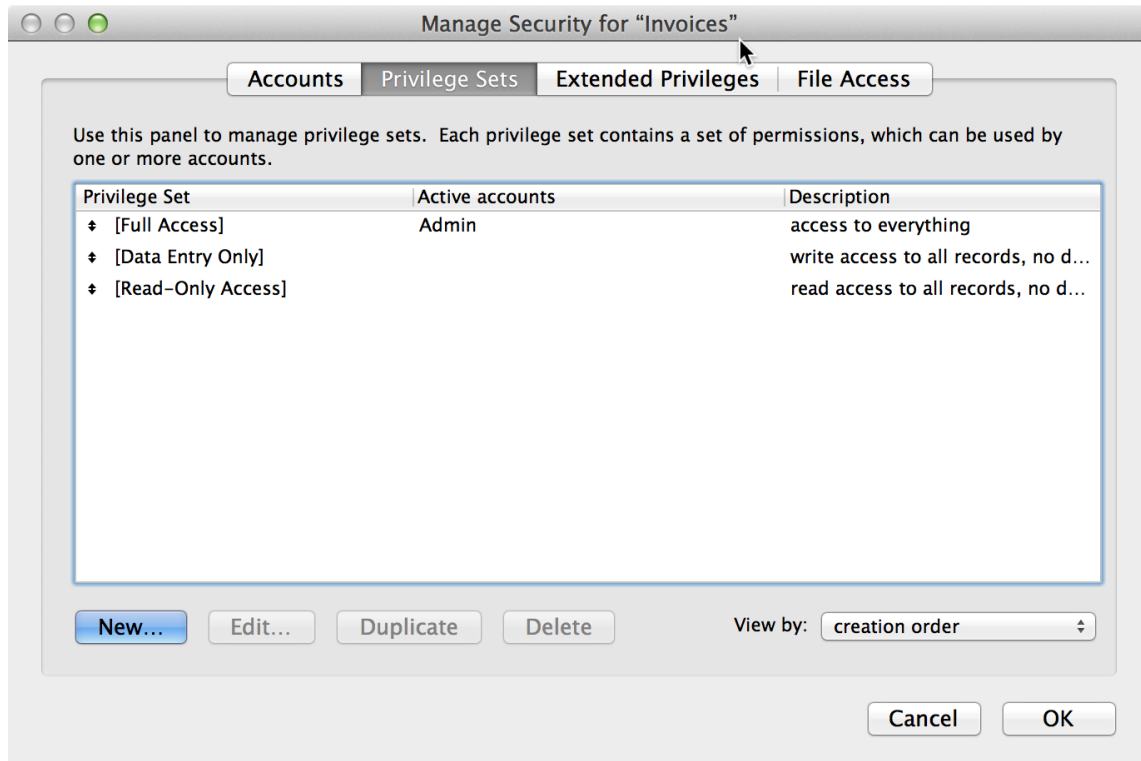 Manage Security for “Invoices”
Accounts Privilege Sets Extended Privileges File Access
Use this panel to manage privilege sets. Each privilege set contains a set of permissions, which can be used by
one or more accounts.
Privilege Set Active accounts Description
[Full Access] Admin access to everything
[Data Entry Only] write access to all records, no d...
[Read-Only Access] read access to all records, no d...
New... Edit... Duplicate Delete View by: creation order
Cancel OK